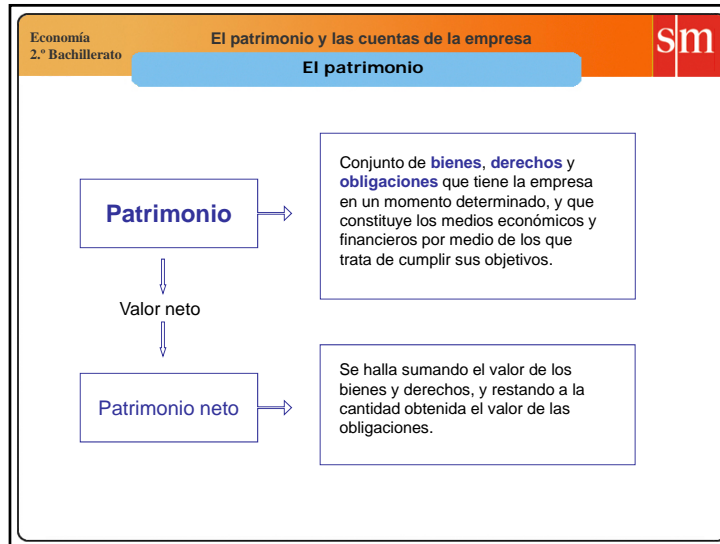 Economía
2.º Bachillerato
El patrimonio y las cuentas de la empresa
sm
El patrimonio
Patrimonio
Conjunto de bienes, derechos y
obligaciones que tiene la empresa
en un momento determinado, y que
constituye los medios económicos y
financieros por medio de los que
trata de cumplir sus objetivos.
Valor neto
Patrimonio neto
Se halla sumando el valor de los
bienes y derechos, y restando a la
cantidad obtenida el valor de las
obligaciones.